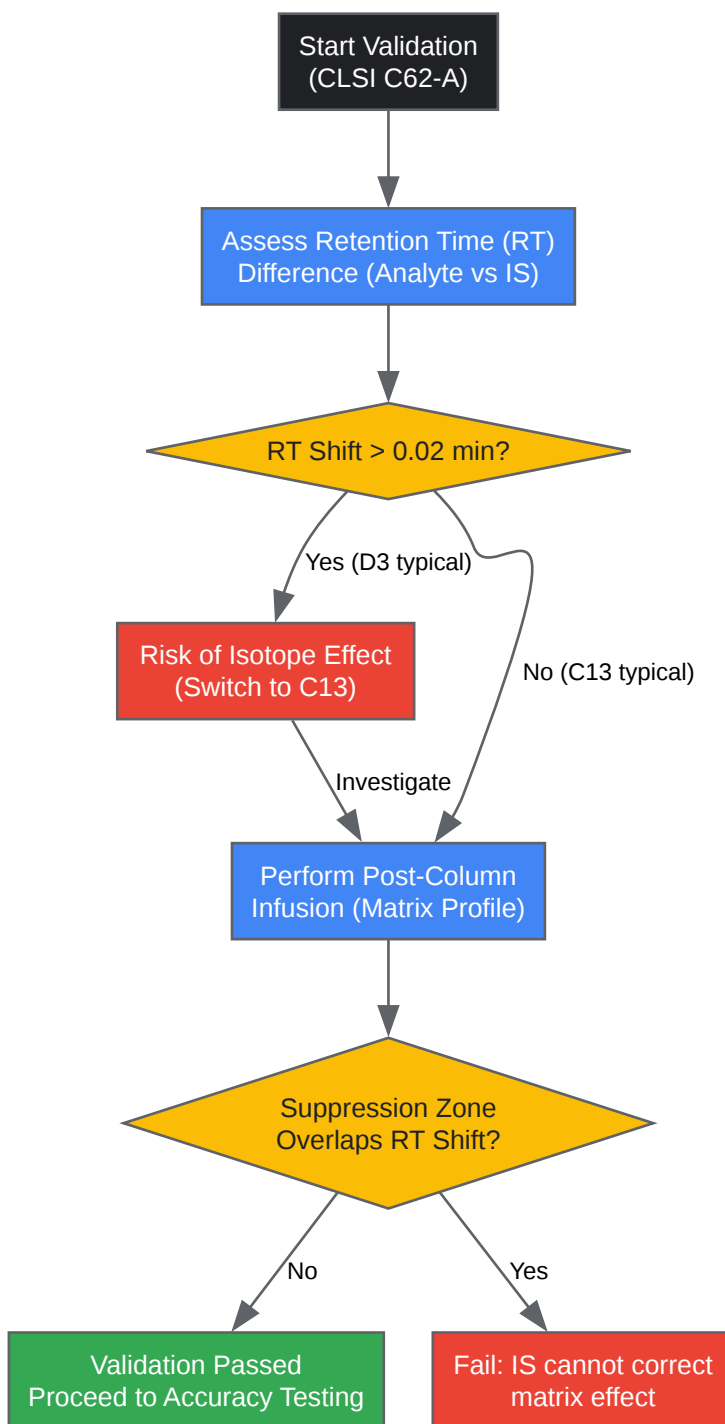 Start Validation
(CLSI C62-A)
Assess Retention Time (RT)
Difference (Analyte vs IS)
RT Shift > 0.02 min?
Yes (D3 typical)
Risk of Isotope Effect
(Switch to C13)
No (C13 typical)
Investigate
Perform Post-Column
Infusion (Matrix Profile)
Suppression Zone
Overlaps RT Shift?
No
Yes
Validation Passed
Proceed to Accuracy Testing
Fail: IS cannot correct
matrix effect